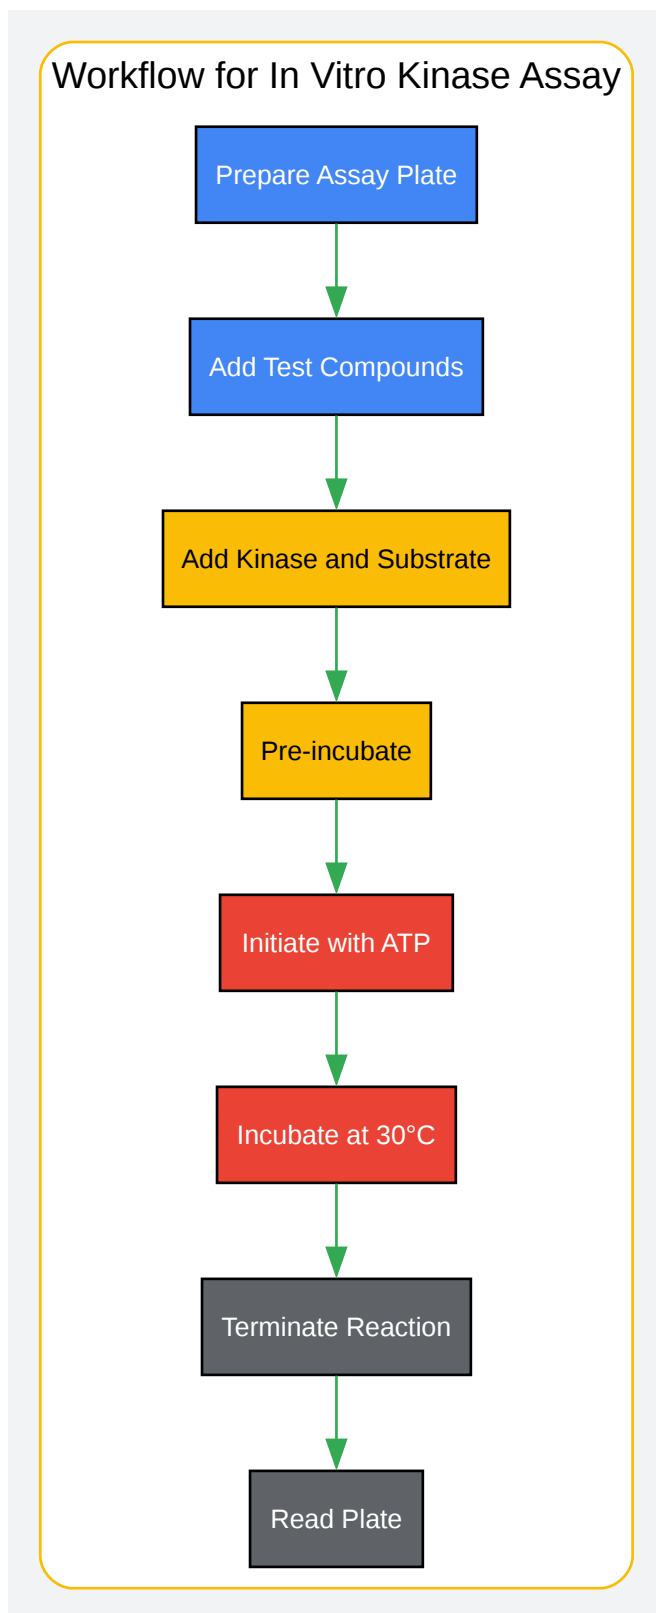 Workflow for In Vitro Kinase Assay
Prepare Assay Plate
Add Test Compounds
Add Kinase and Substrate
Pre-incubate
Initiate with ATP
Incubate at 30°C
Terminate Reaction
Read Plate